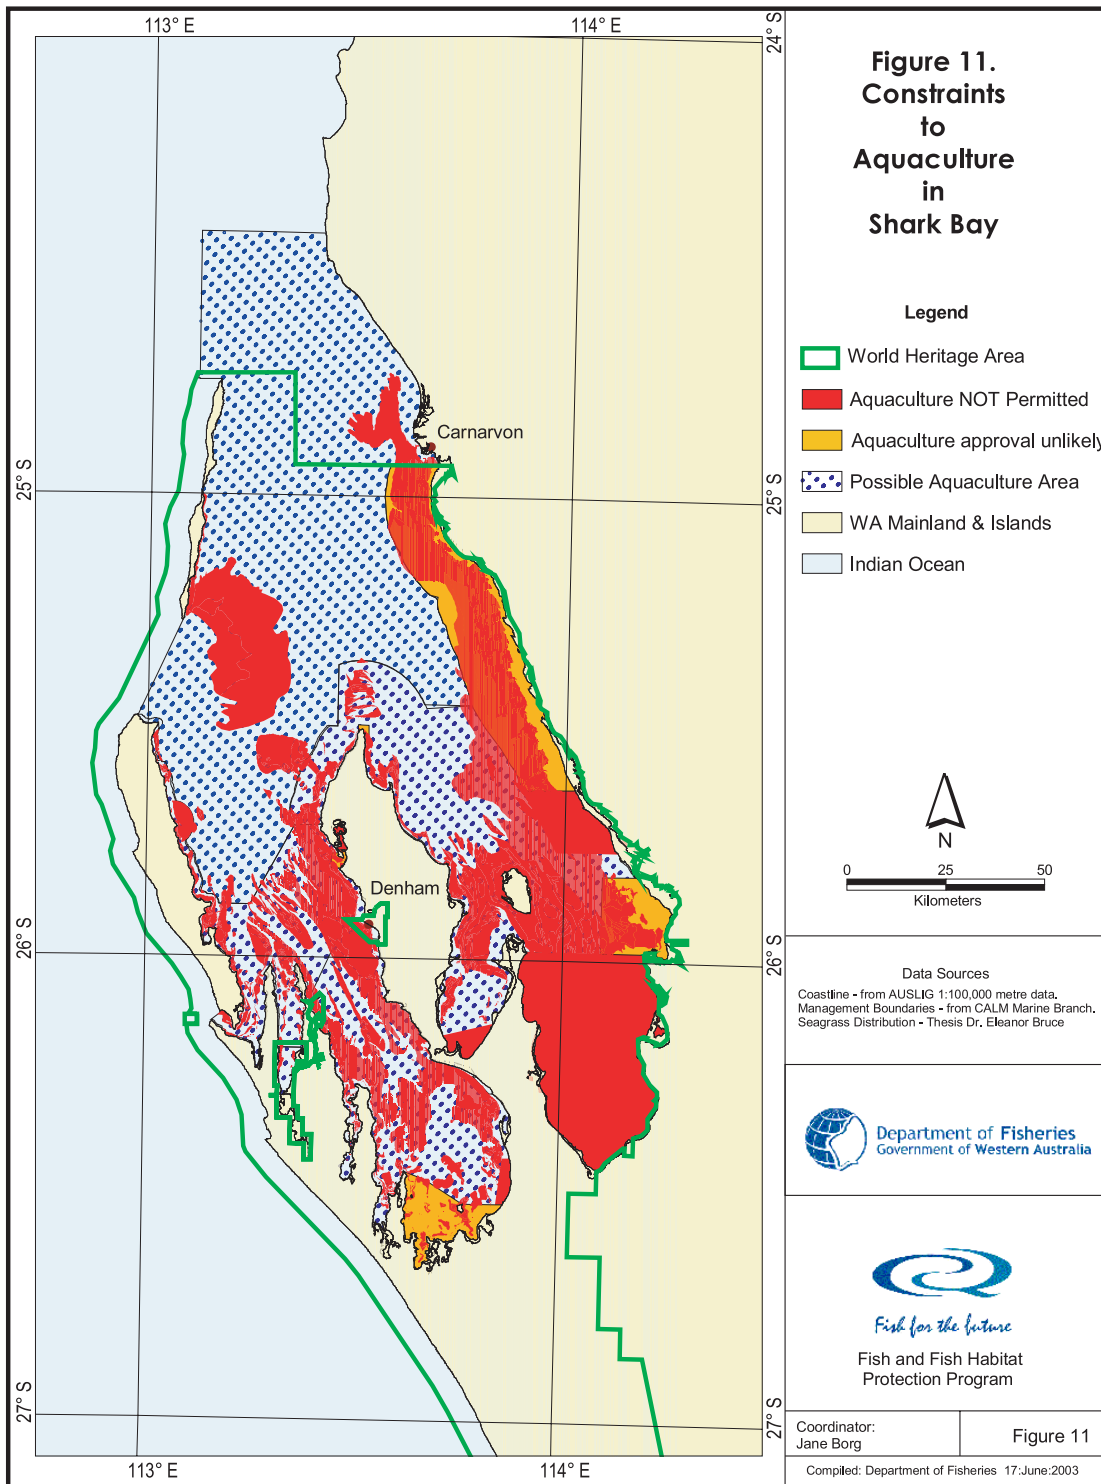 113° E
114° E
24° S
25° S
25° S
26° S
26° S
27° S
27° S
113° E
114° E
Carnarvon
Denham
Figure 11.
Constraints
to
Aquaculture
in
Shark Bay
Legend
World Heritage Area
Aquaculture NOT Permitted
Aquaculture approval unlikely
Possible Aquaculture Area
WA Mainland & Islands
Indian Ocean
N
0 25 50
Kilometers
Data Sources
Coastline - from AUSLIG 1:100,000 metre data.
Management Boundaries - from CALM Marine Branch.
Seagrass Distribution - Thesis Dr. Eleanor Bruce
Department of Fisheries
Government of Western Australia
Fish for the future
Fish and Fish Habitat
Protection Program
Coordinator:
Jane Borg
Figure 11
Compiled: Department of Fisheries 17:June:2003